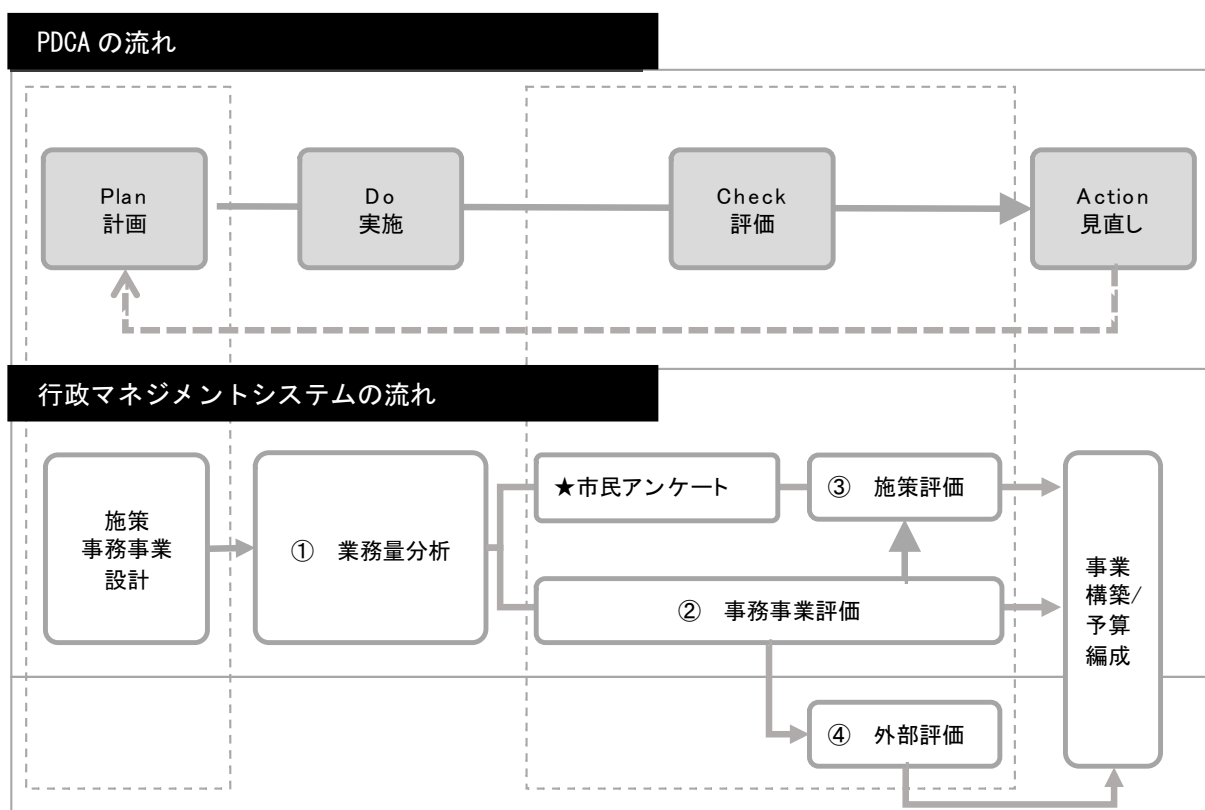 PDCA の流れ
Plan
計画
Do
実施
Check
評価
Action
見直し
行政マネジメントシステムの流れ
施策
事務事業
設計
① 業務量分析
★市民アンケート
③ 施策評価
② 事務事業評価
④ 外部評価
事業
構築/
予算
編成